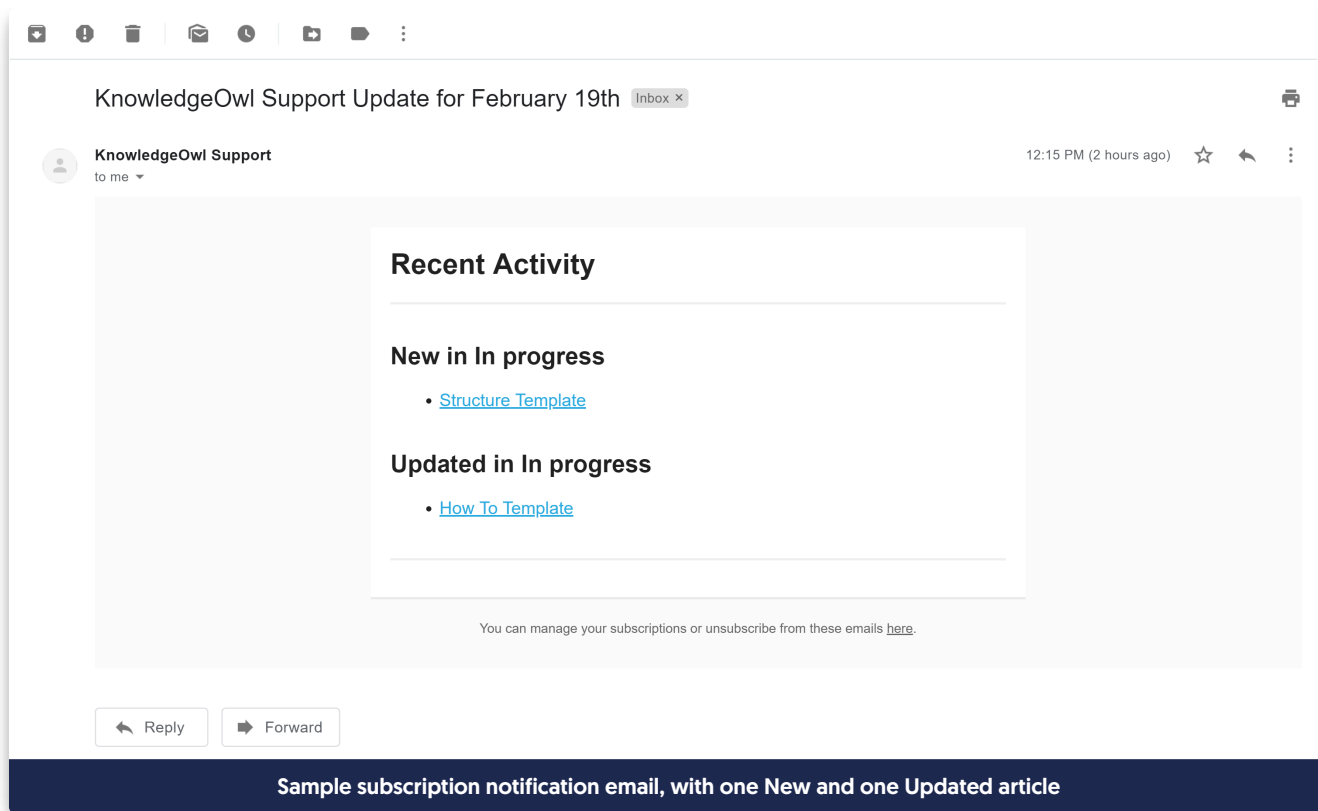 KnowledgeOwl Support Update for February 19th Inbox ×
KnowledgeOwl Support 12:15 PM (2 hours ago)
to me
Recent Activity
New in In progress
• Structure Template
Updated in In progress
• How To Template
You can manage your subscriptions or unsubscribe from these emails here.
Reply Forward
Sample subscription notification email, with one New and one Updated article